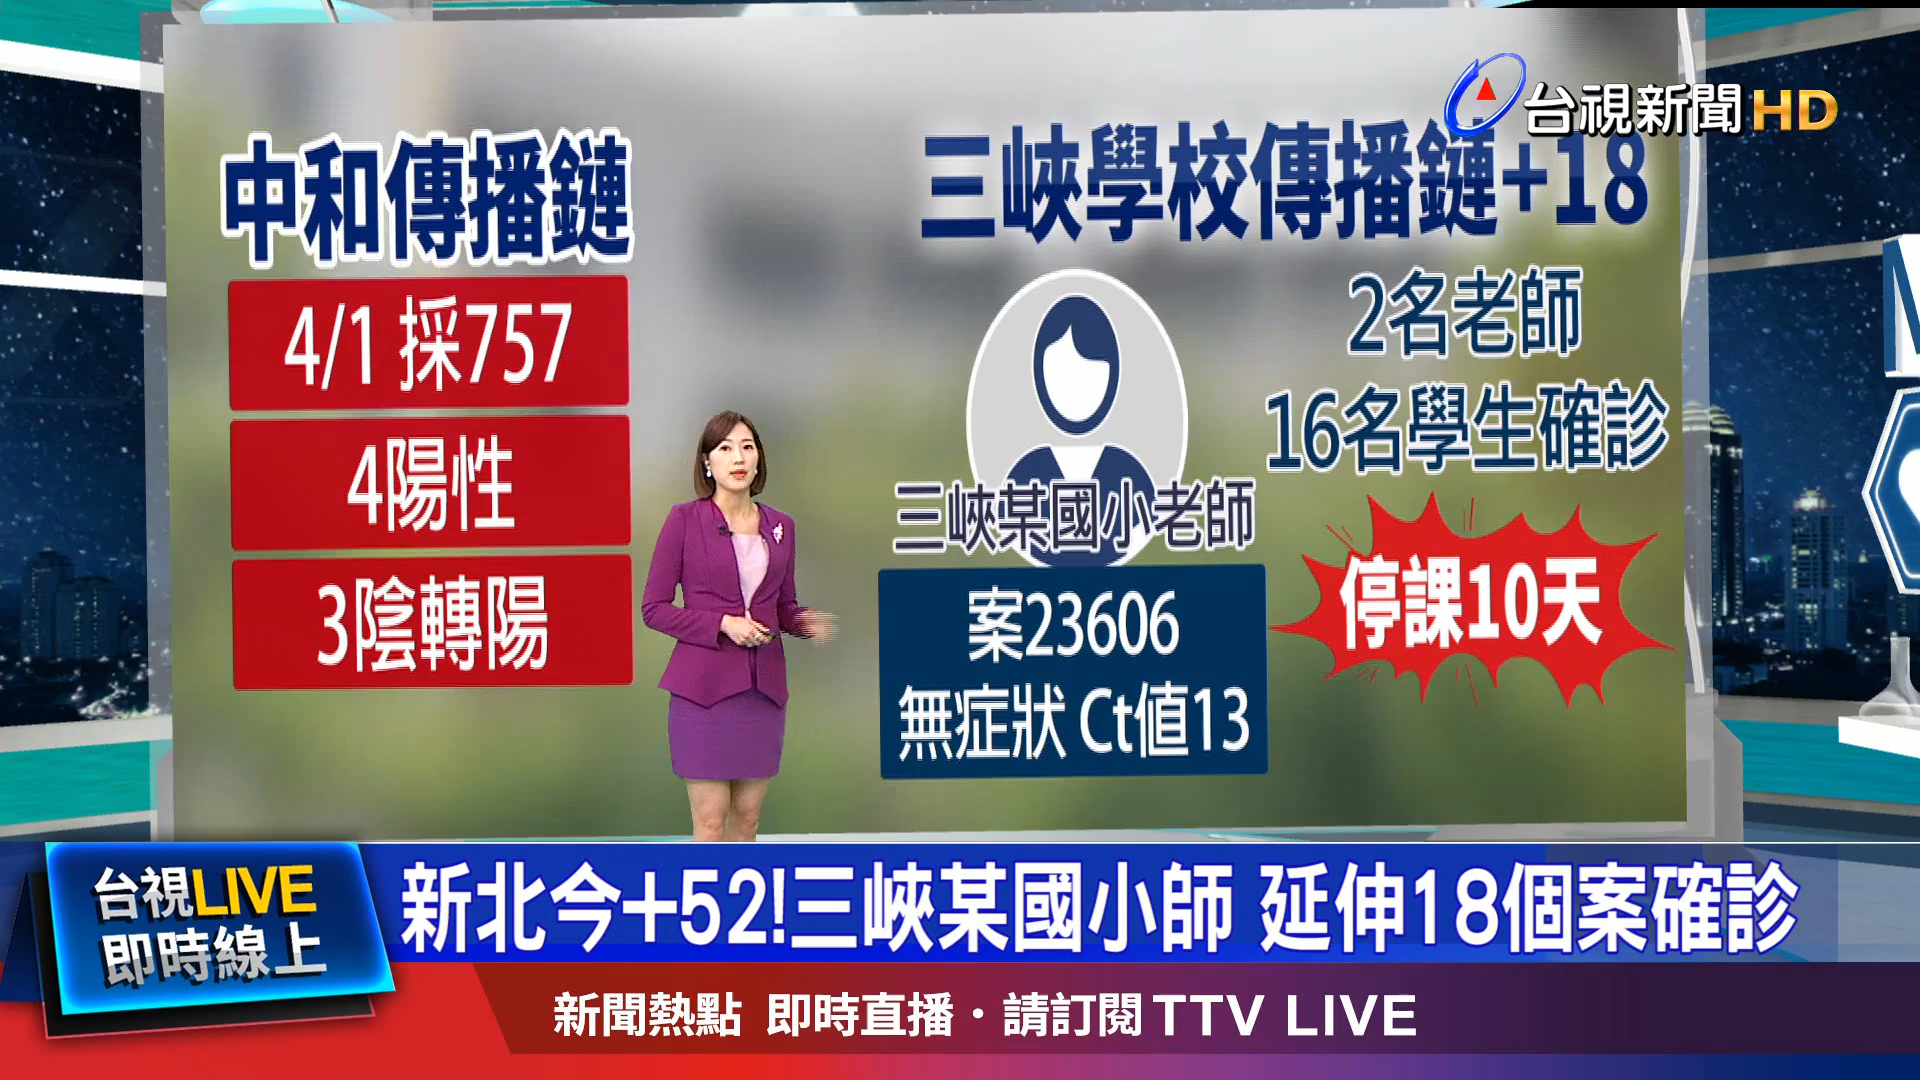 台視新聞HD
中和傳播鏈
4/1 採757
4陽性
3陰轉陽
三峽學校傳播鏈+18
2名老師
16名學生確診
三峽某國小老師
案23606
無症狀 Ct值13
停課10天
台視LIVE
即時線上
新北今+52!三峽某國小師 延伸18個案確診
新聞熱點 即時直播・請訂閱TTV LIVE